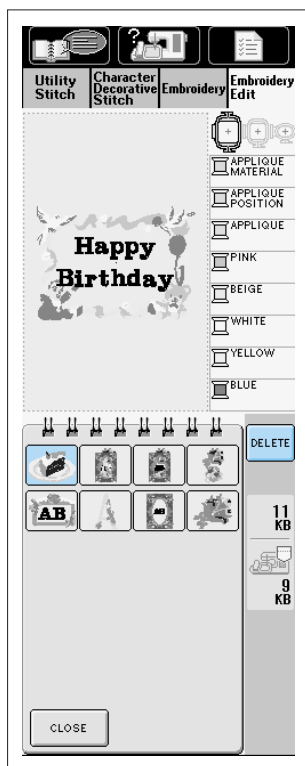 ?
Utility
Stitch
Character
Decorative
Stitch
Embroidery
Embroidery
Edit
Happy
Birthday
APPLIQUE
MATERIAL
APPLIQUE
POSITION
APPLIQUE
PINK
BEIGE
WHITE
YELLOW
BLUE
DELETE
AB
AB
11
KB
9
KB
CLOSE